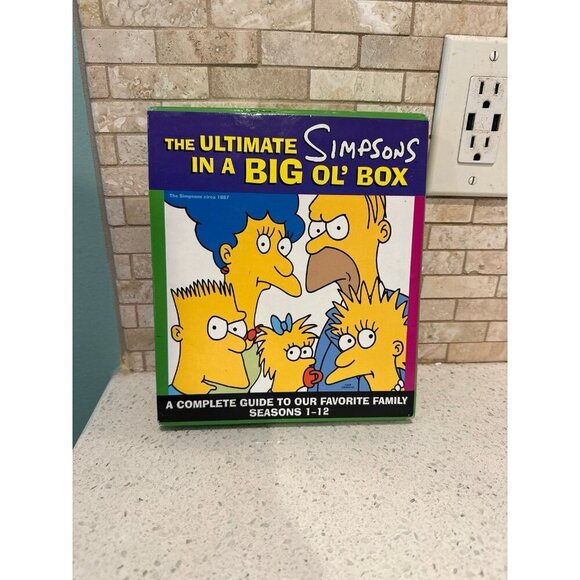 THE ULTIMATE SIMPSONS
IN A BIG OL' BOX
The Simpsons circa 1987
A COMPLETE GUIDE TO OUR FAVORITE FAMILY
SEASONS 1-12